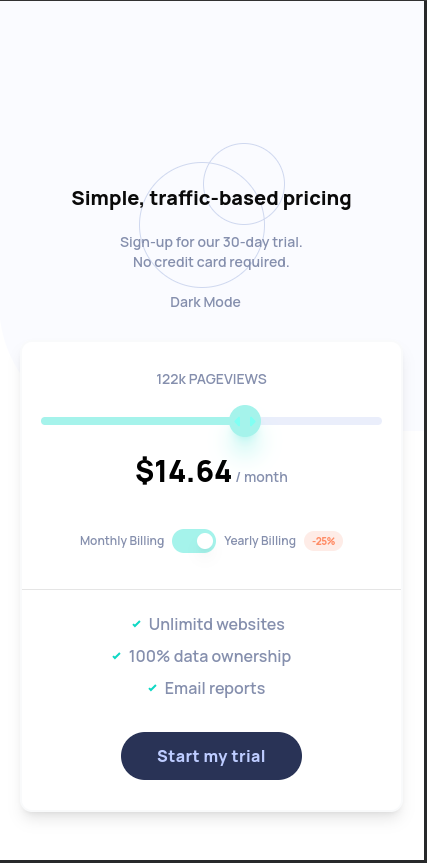 Simple, traffic-based pricing
Sign-up for our 30-day trial.
No credit card required.
Dark Mode
122k PAGEVIEWS
$14.64 / month
Monthly Billing Yearly Billing -25%
Unlimitd websites
100% data ownership
Email reports
Start my trial